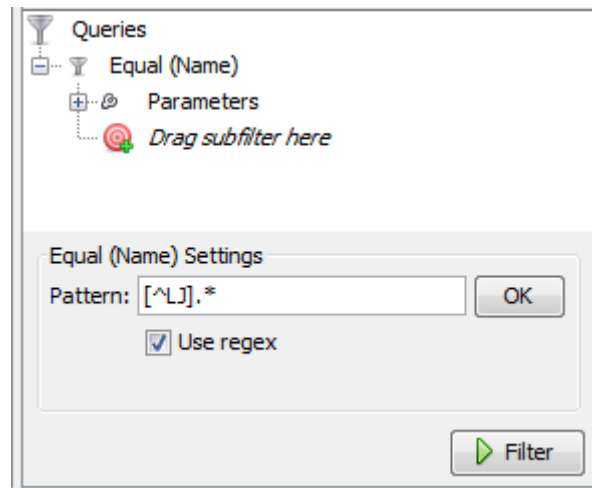 Queries
Equal (Name)
Parameters
Drag subfilter here
Equal (Name) Settings
Pattern: [^LJ].* OK
Use regex
Filter